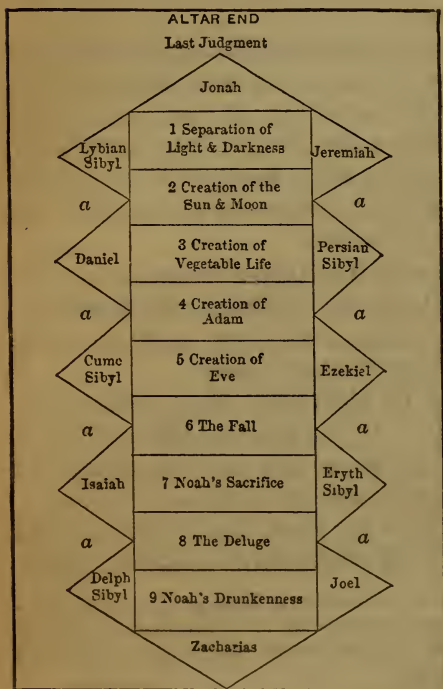 ALTAR END
Last Judgment
Jonah
1 Separation of
Light & Darkness
Lybian
Sibyl
Jeremiah
a
2 Creation of the
Sun & Moon
a
Daniel
3 Creation of
Vegetable Life
Persian
Sibyl
a
4 Creation of
Adam
a
Cume
Sibyl
5 Creation of
Eve
Ezekiel
a
6 The Fall
a
Isaiah
7 Noah's Sacrifice
Eryth
Sibyl
a
8 The Deluge
a
Delph
Sibyl
9 Noah's Drunkenness
Joel
Zacharias